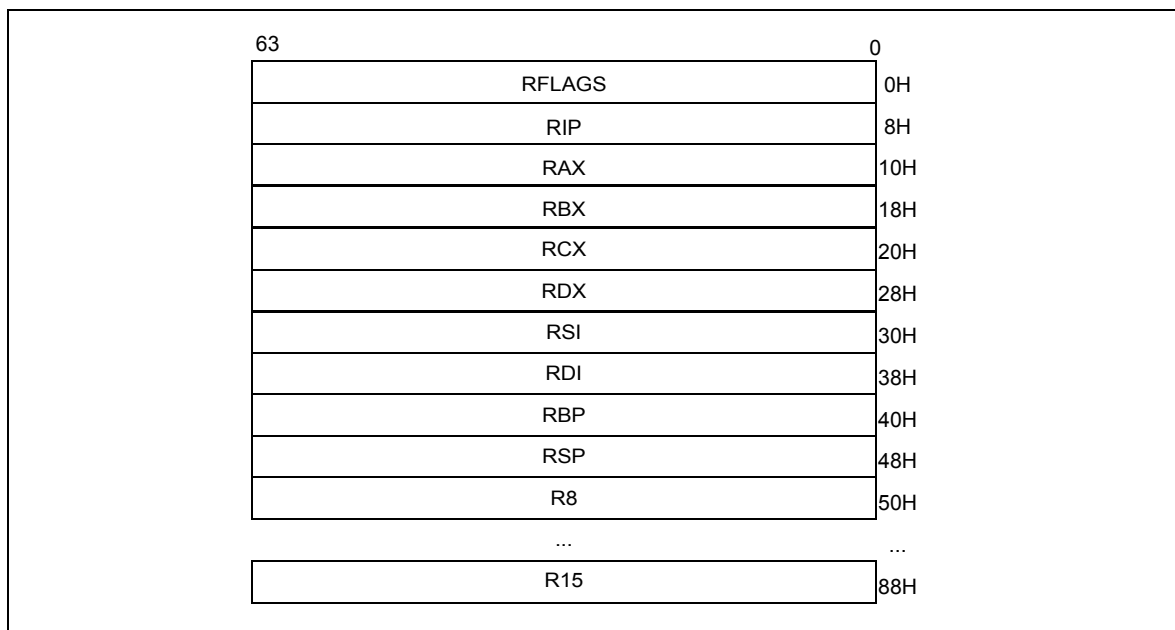 63 0
RFLAGS 0H
RIP 8H
RAX 10H
RBX 18H
RCX 20H
RDX 28H
RSI 30H
RDI 38H
RBP 40H
RSP 48H
R8 50H
... ...
R15 88H